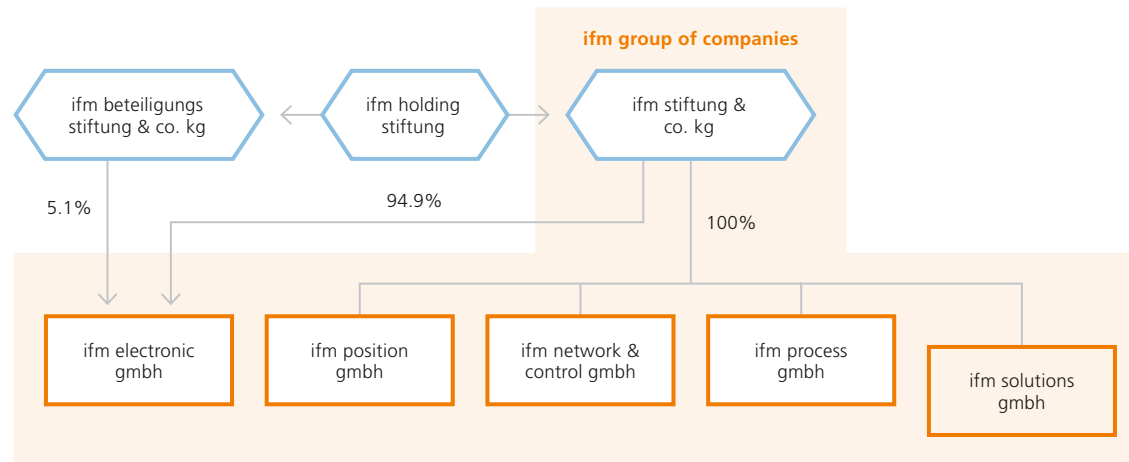 ifm group of companies
ifm beteiligungs
stiftung & co. kg
ifm holding
stiftung
ifm stiftung &
co. kg
5.1%
94.9%
100%
ifm electronic
gmbh
ifm position
gmbh
ifm network &
control gmbh
ifm process
gmbh
ifm solutions
gmbh